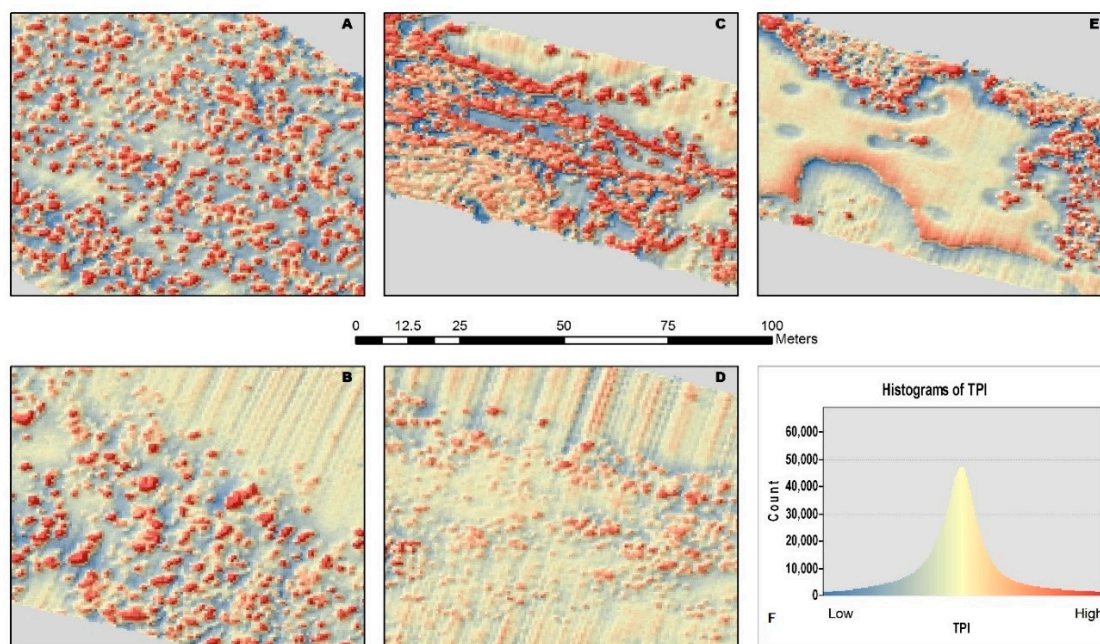 A
C
E
0 12.5 25 50 75 100
Meters
B
D
Histograms of TPI
60,000
50,000
40,000
30,000
20,000
10,000
0
Count
Low High
F TPI